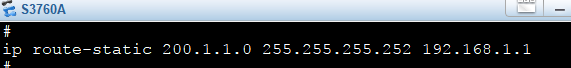 S3760A
#
ip route-static 200.1.1.0 255.255.255.252 192.168.1.1
#